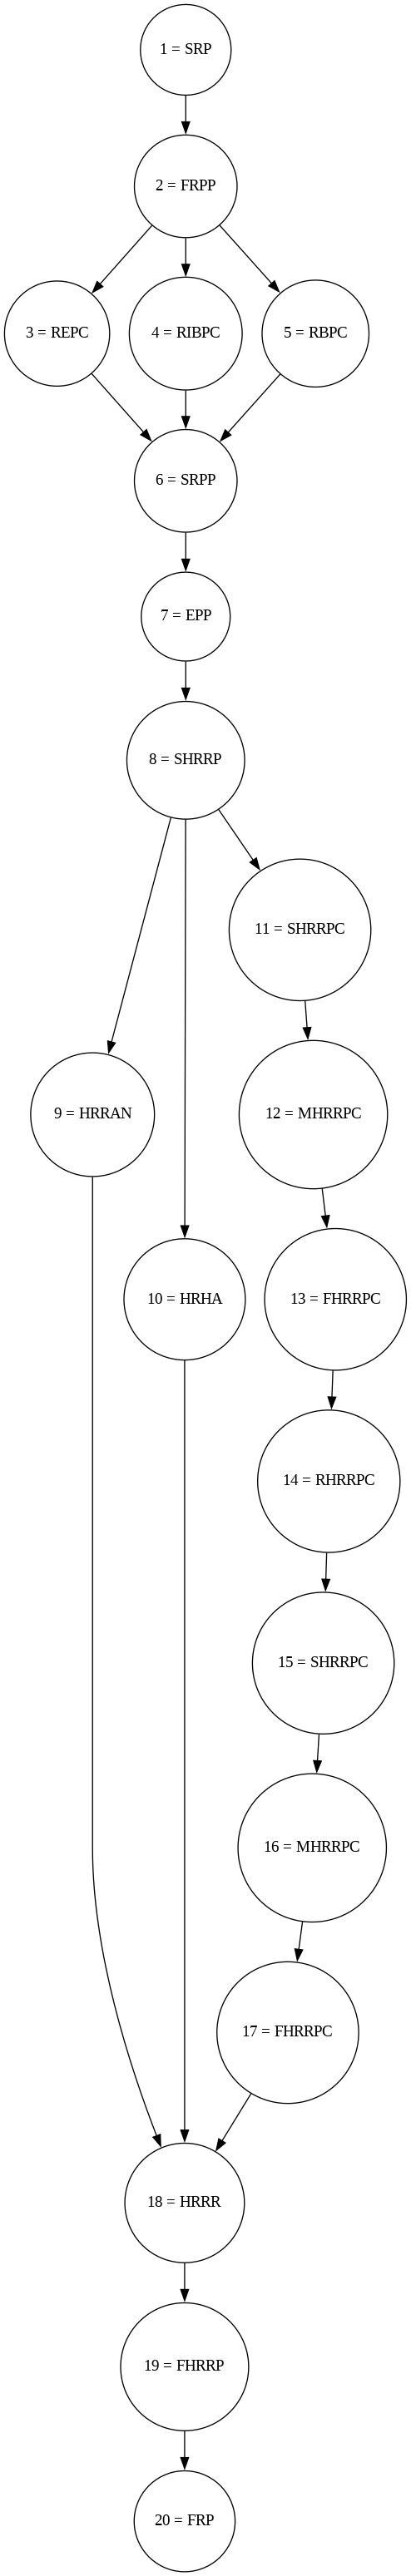 1 = SRP
2 = FRPP
3 = REPC
4 = RIBPC
5 = RBPC
6 = SRPP
7 = EPP
8 = SHRRP
11 = SHRRPC
9 = HRRAN
12 = MHRRPC
10 = HRHA
13 = FHRRPC
14 = RHRRPC
15 = SHRRPC
16 = MHRRPC
17 = FHRRPC
18 = HRRR
19 = FHRRP
20 = FRP